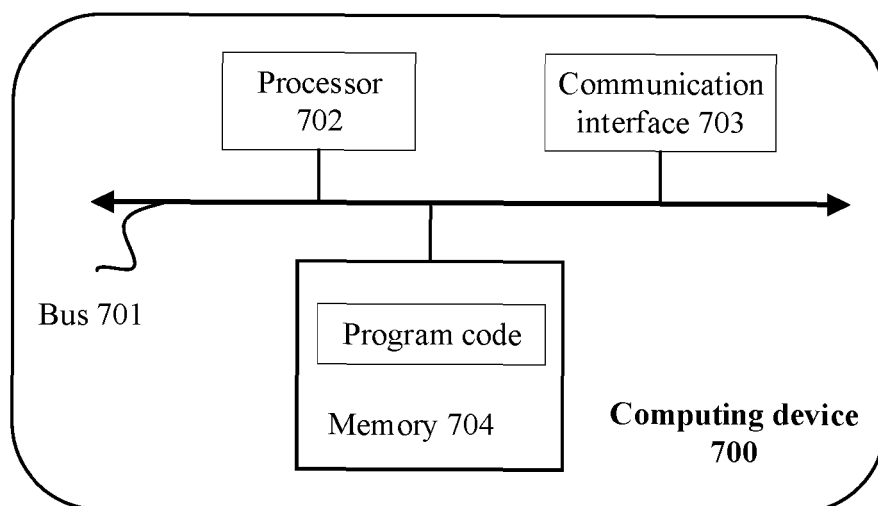 Processor
702
Communication
interface 703
Bus 701
Program code
Memory 704
Computing device
700